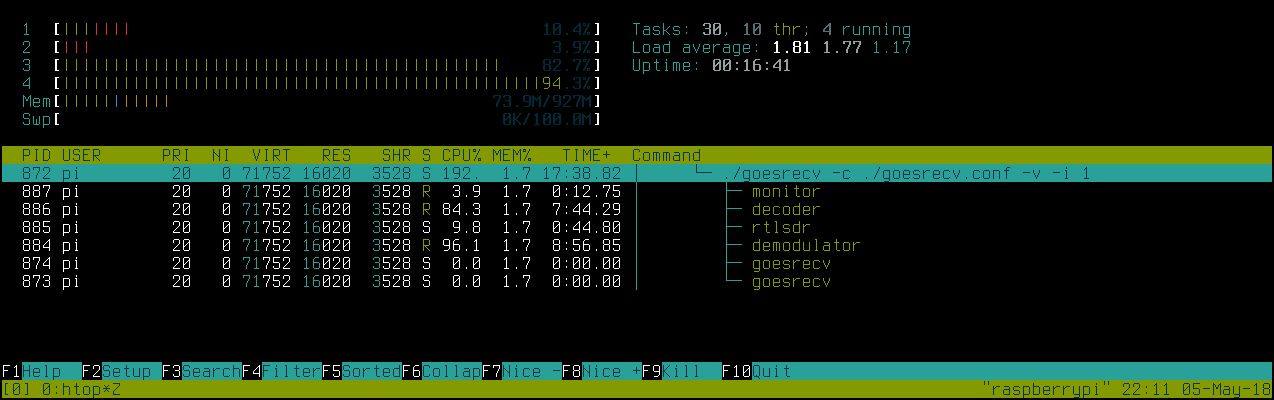 1 [||||||| 10.4%] Tasks: 30, 10 thr; 4 running
2 [||| 3.9%] Load average: 1.81 1.77 1.17
3 [|||||||||||||||||||||||||||||||||||||||||||| 82.7%] Uptime: 00:16:41
4 [||||||||||||||||||||||||||||||||||||||||||||||||94.3%]
Mem[||||||||||| 73.9M/927M]
Swp[ 0K/100.0M]
PID USER PRI NI VIRT RES SHR S CPU% MEM% TIME+ Command
872 pi 20 0 71752 16020 3528 S 192. 1.7 17:38.82 │ └─ ./goesrecv -c ./goesrecv.conf -v -i 1
887 pi 20 0 71752 16020 3528 R 3.9 1.7 0:12.75 │ ├─ monitor
886 pi 20 0 71752 16020 3528 R 84.3 1.7 7:44.29 │ ├─ decoder
885 pi 20 0 71752 16020 3528 S 9.8 1.7 0:44.80 │ ├─ rtlsdr
884 pi 20 0 71752 16020 3528 R 96.1 1.7 8:56.85 │ ├─ demodulator
874 pi 20 0 71752 16020 3528 S 0.0 1.7 0:00.00 │ ├─ goesrecv
873 pi 20 0 71752 16020 3528 S 0.0 1.7 0:00.00 │ └─ goesrecv
F1Help F2Setup F3SearchF4FilterF5SortedF6CollapF7Nice -F8Nice +F9Kill F10Quit
[0] 0:htop*Z "raspberrypi" 22:11 05-May-18